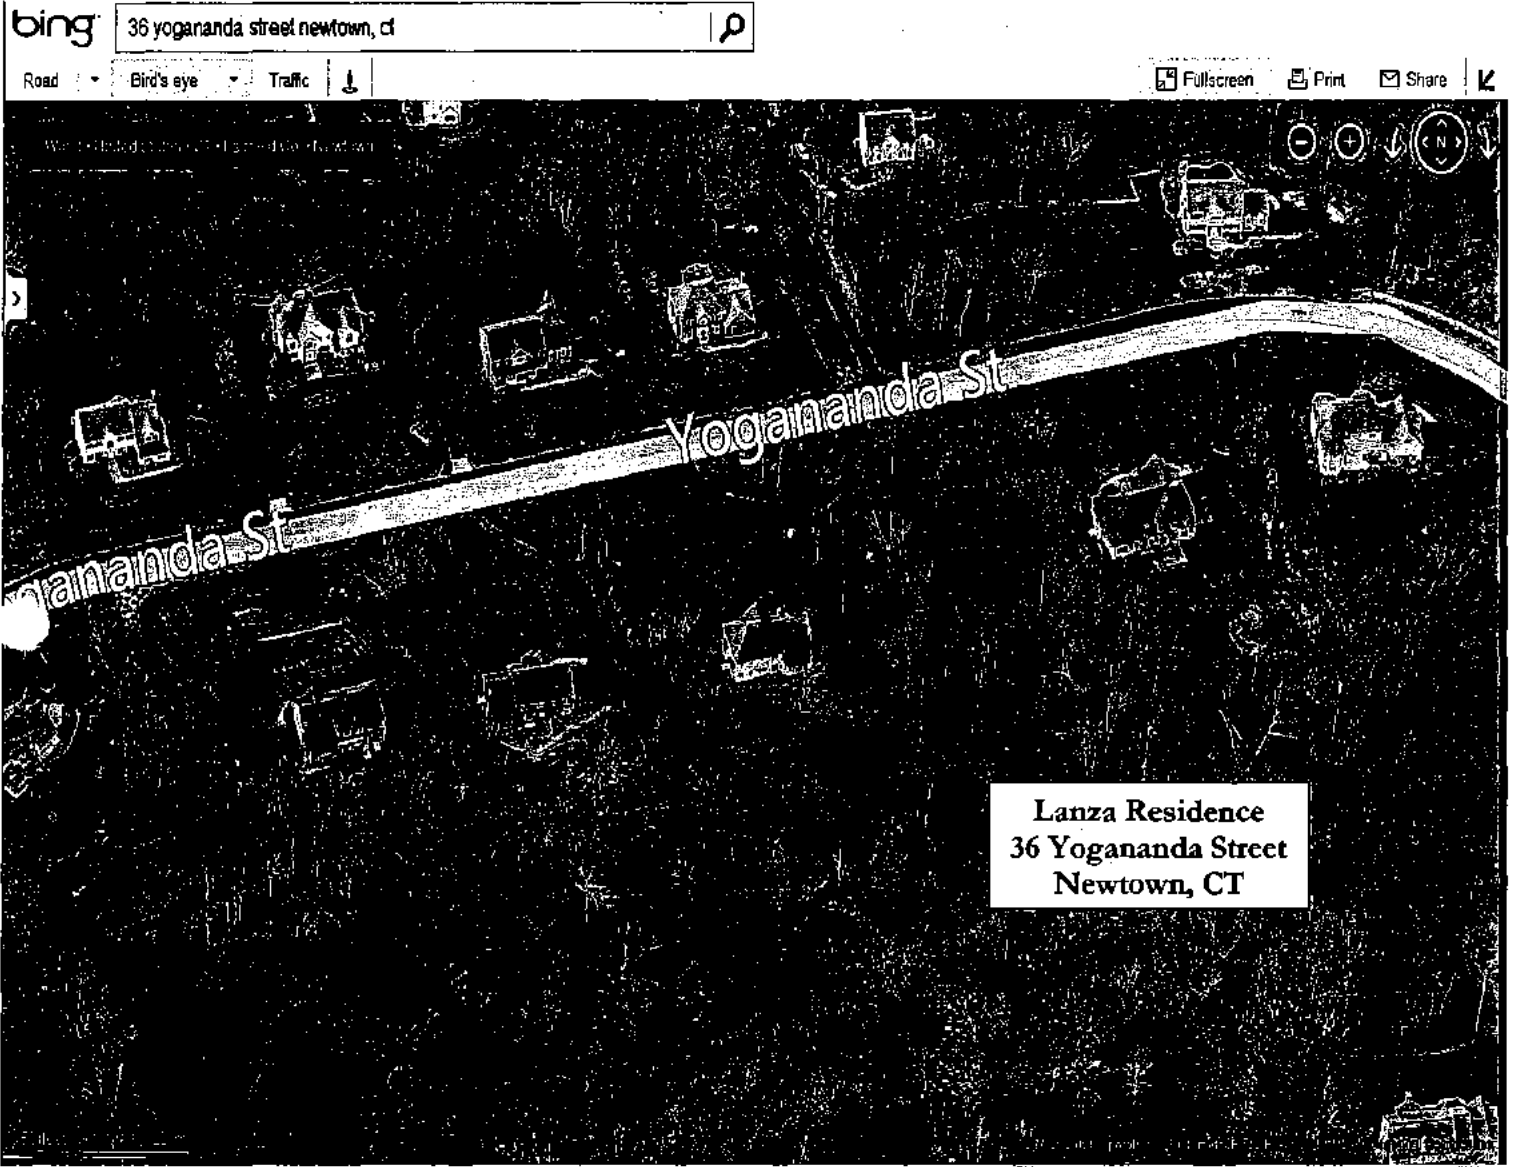 bing
36 yogananda street newtown, ct
Road
Bird's eye
Traffic
Fullscreen
Print
Share
N
Yogananda St
gananda St
Lanza Residence
36 Yogananda Street
Newtown, CT